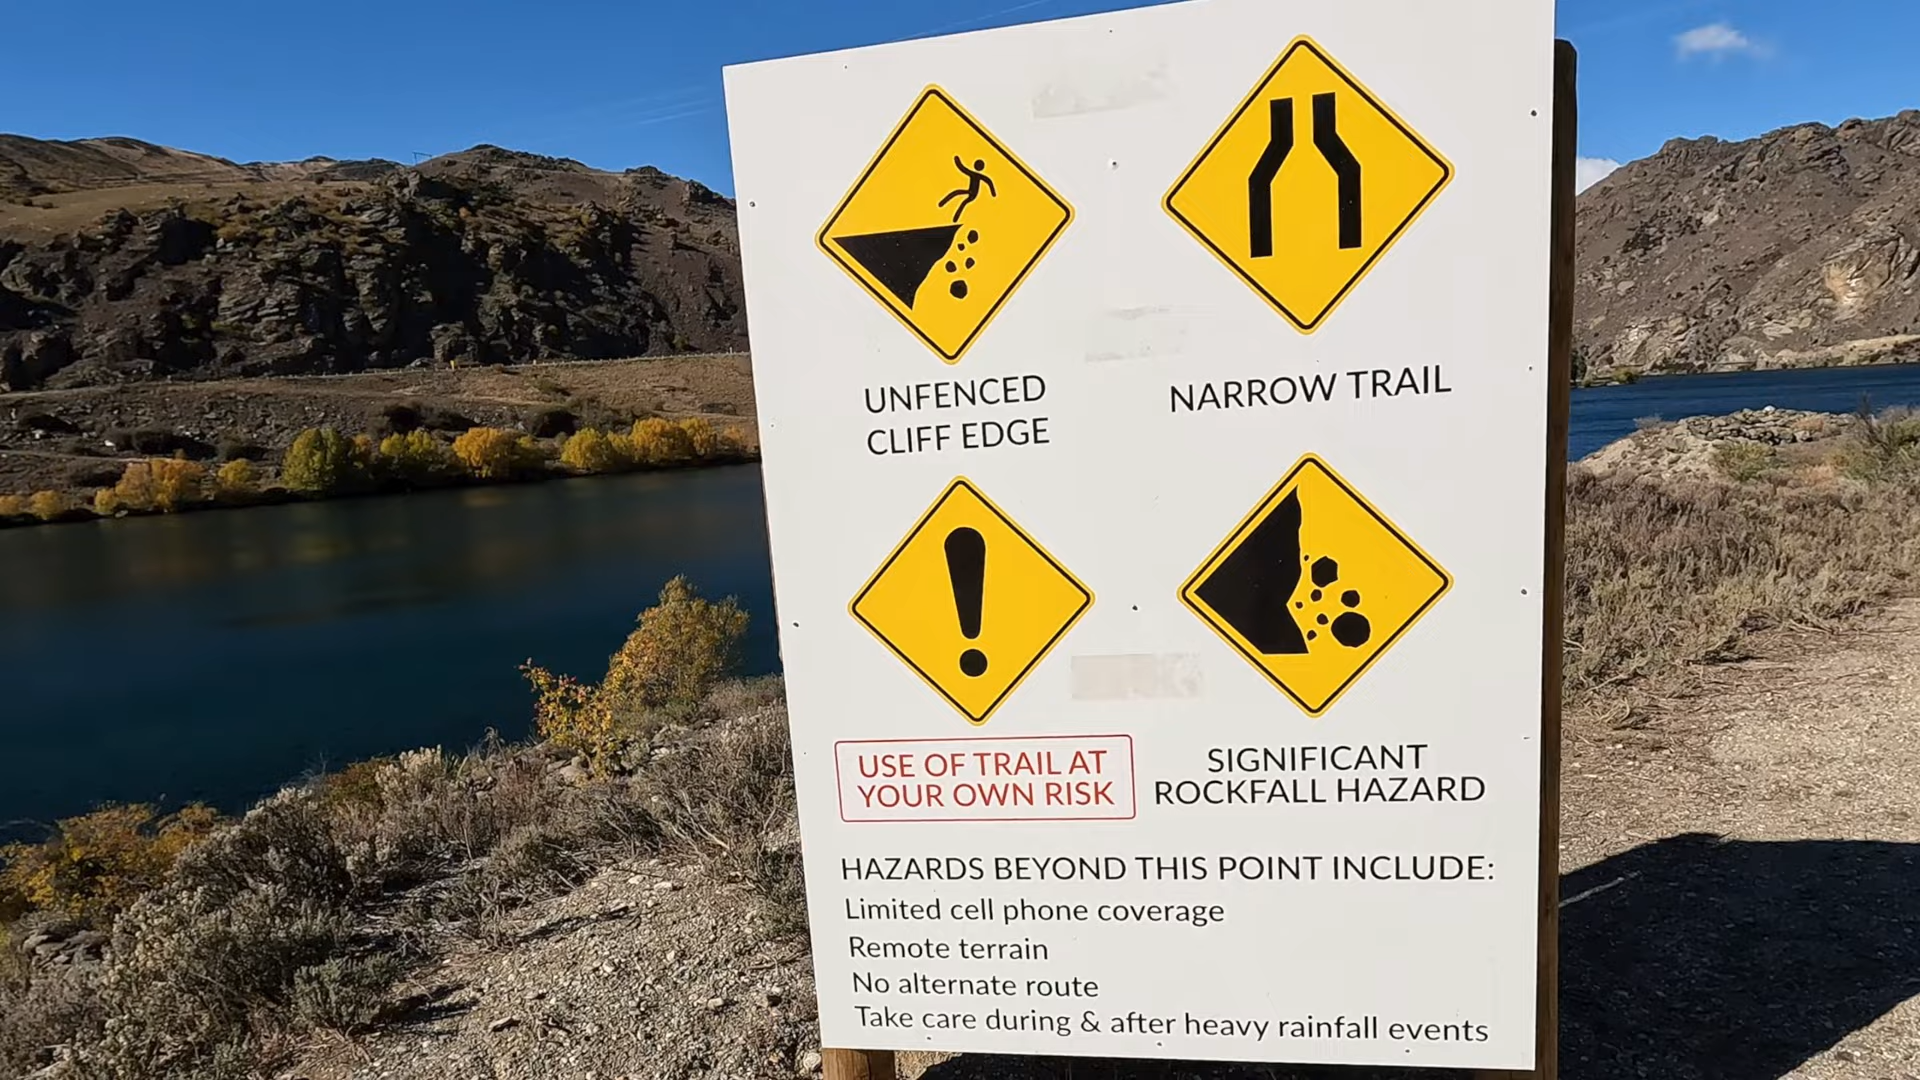 UNFENCED
CLIFF EDGE
NARROW TRAIL
USE OF TRAIL AT
YOUR OWN RISK
SIGNIFICANT
ROCKFALL HAZARD
HAZARDS BEYOND THIS POINT INCLUDE:
Limited cell phone coverage
Remote terrain
No alternate route
Take care during & after heavy rainfall events